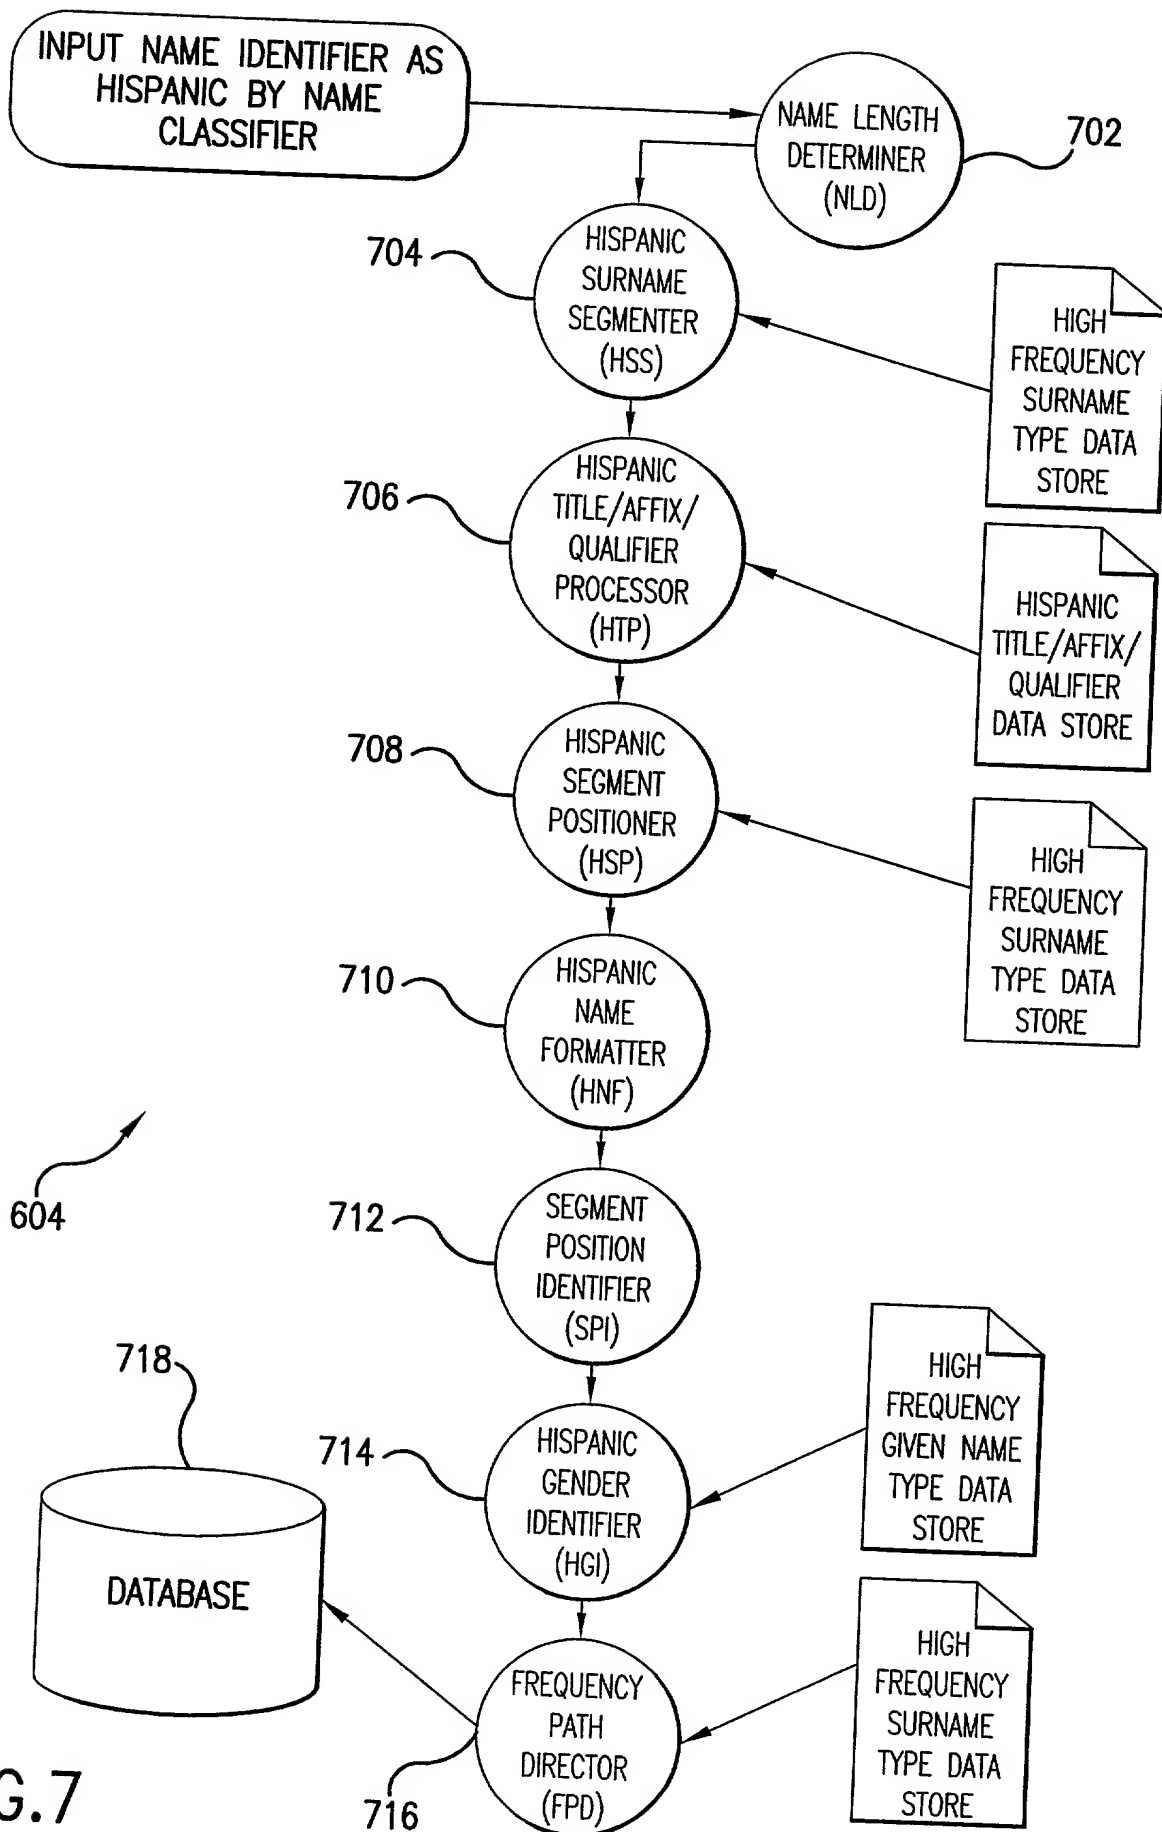 INPUT NAME IDENTIFIER AS
HISPANIC BY NAME
CLASSIFIER
NAME LENGTH
DETERMINER
(NLD)
702
704
HISPANIC
SURNAME
SEGMENTER
(HSS)
HIGH
FREQUENCY
SURNAME
TYPE DATA
STORE
706
HISPANIC
TITLE/AFFIX/
QUALIFIER
PROCESSOR
(HTP)
HISPANIC
TITLE/AFFIX/
QUALIFIER
DATA STORE
708
HISPANIC
SEGMENT
POSITIONER
(HSP)
HIGH
FREQUENCY
SURNAME
TYPE DATA
STORE
710
HISPANIC
NAME
FORMATTER
(HNF)
604
712
SEGMENT
POSITION
IDENTIFIER
(SPI)
718
DATABASE
714
HISPANIC
GENDER
IDENTIFIER
(HGI)
HIGH
FREQUENCY
GIVEN NAME
TYPE DATA
STORE
716
FREQUENCY
PATH
DIRECTOR
(FPD)
HIGH
FREQUENCY
SURNAME
TYPE DATA
STORE
G.7